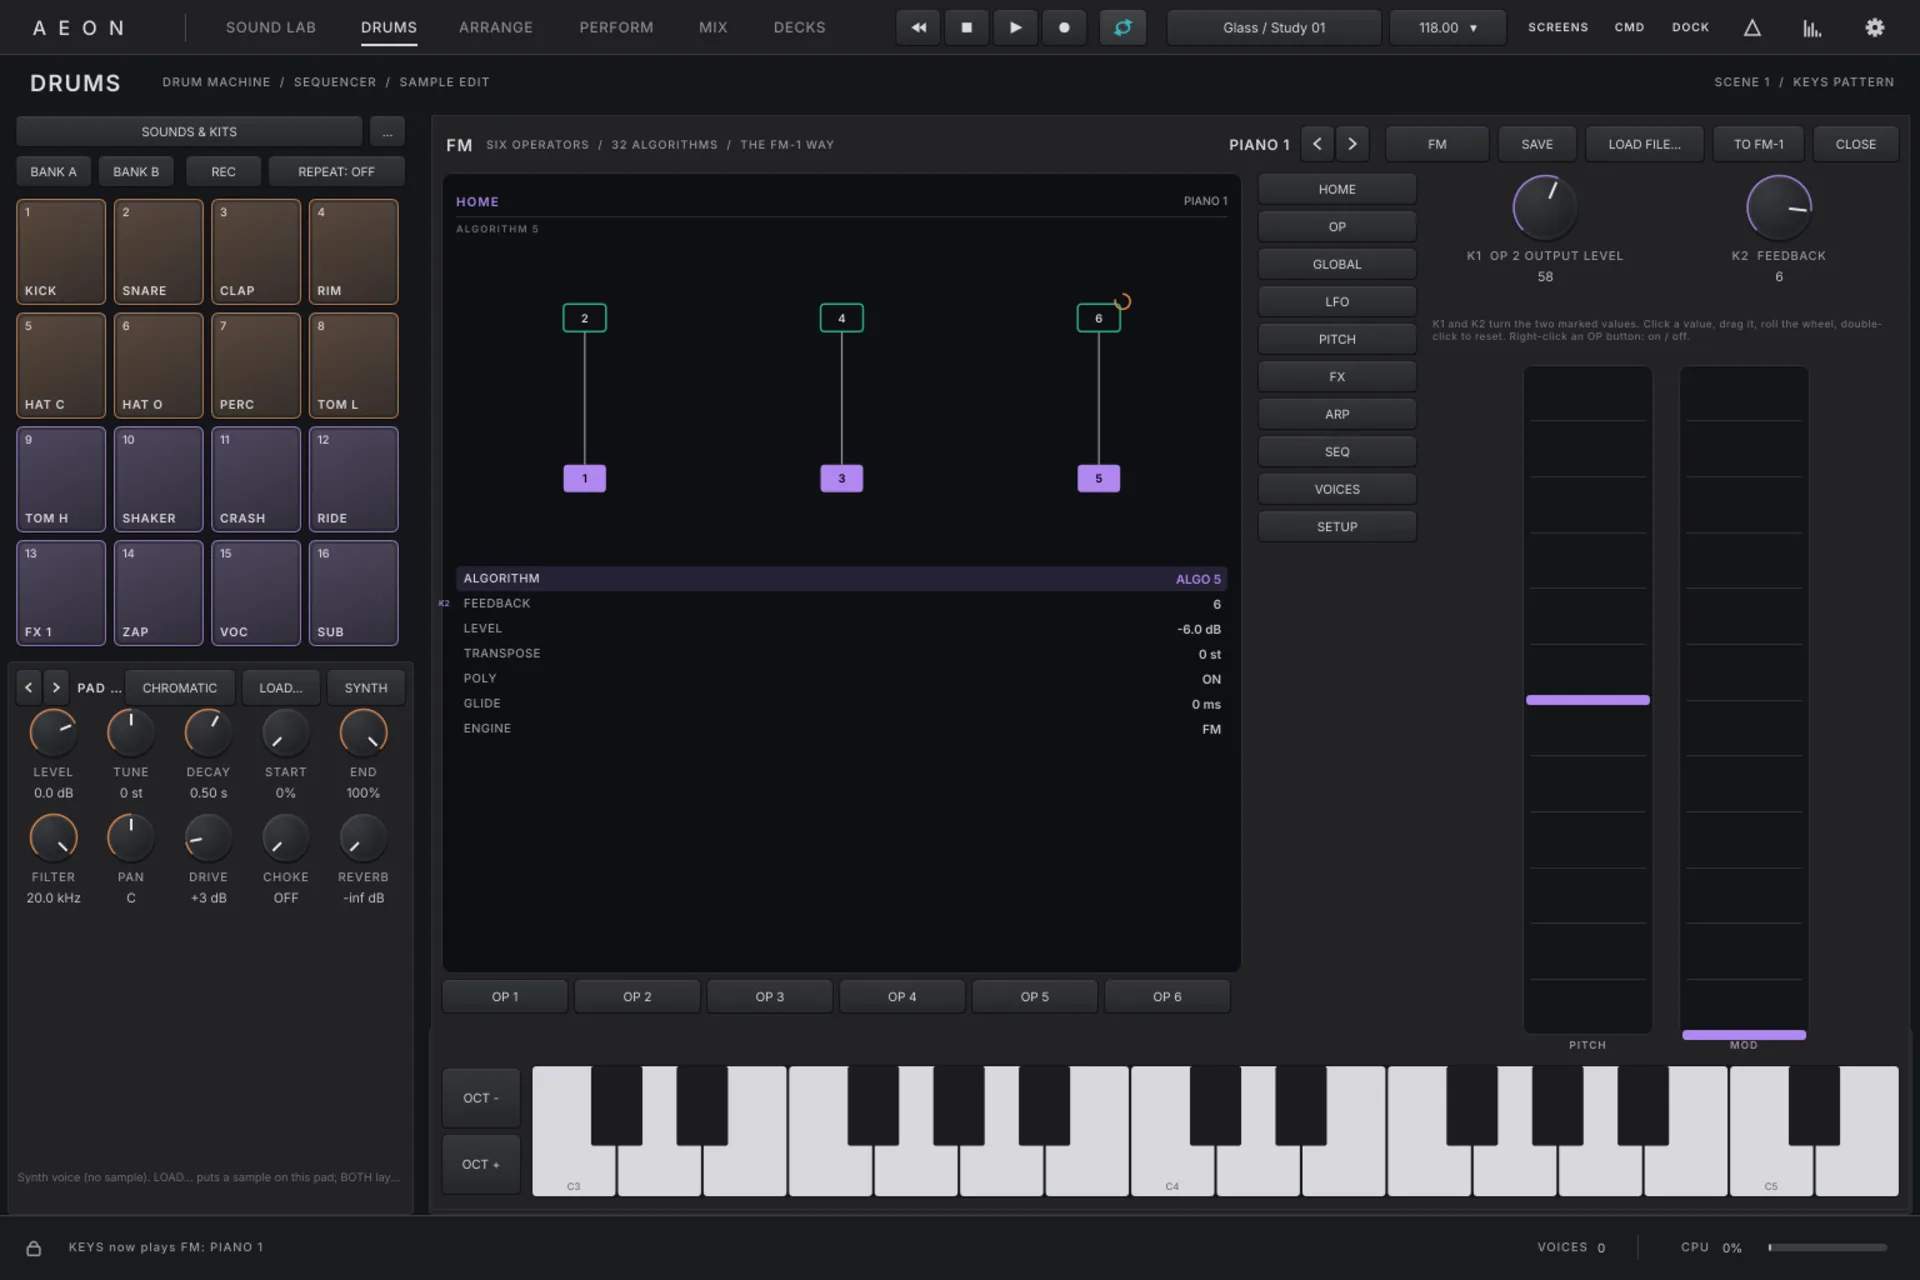 AEON
SOUND LAB DRUMS ARRANGE PERFORM MIX DECKS
Glass / Study 01
118.00 ▼
SCREENS CMD DOCK
DRUMS
DRUM MACHINE / SEQUENCER / SAMPLE EDIT
SCENE 1 / KEYS PATTERN
SOUNDS & KITS ...
BANK A BANK B REC REPEAT: OFF
1 2 3 4
KICK SNARE CLAP RIM
5 6 7 8
HAT C HAT O PERC TOM L
9 10 11 12
TOM H SHAKER CRASH RIDE
13 14 15 16
FX 1 ZAP VOC SUB
< > PAD ... CHROMATIC LOAD... SYNTH
LEVEL TUNE DECAY START END
0.0 dB 0 st 0.50 s 0% 100%
FILTER PAN DRIVE CHOKE REVERB
20.0 kHz C +3 dB OFF -inf dB
Synth voice (no sample). LOAD... puts a sample on this pad; BOTH lay...
FM SIX OPERATORS / 32 ALGORITHMS / THE FM-1 WAY
PIANO 1 < > FM SAVE LOAD FILE... TO FM-1 CLOSE
HOME PIANO 1
ALGORITHM 5
2 4 6
1 3 5
ALGORITHM ALGO 5
K2 FEEDBACK 6
LEVEL -6.0 dB
TRANSPOSE 0 st
POLY ON
GLIDE 0 ms
ENGINE FM
HOME
OP
GLOBAL
LFO
PITCH
FX
ARP
SEQ
VOICES
SETUP
K1 OP 2 OUTPUT LEVEL K2 FEEDBACK
58 6
K1 and K2 turn the two marked values. Click a value, drag it, roll the wheel, double-
click to reset. Right-click an OP button: on / off.
PITCH MOD
OP 1 OP 2 OP 3 OP 4 OP 5 OP 6
OCT -
OCT +
C3 C4 C5
KEYS now plays FM: PIANO 1
VOICES 0 CPU 0%